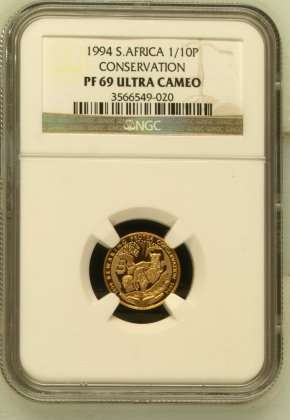 1994 S.AFRICA 1/10P
CONSERVATION
PF 69 ULTRA CAMEO
3566549-020
NGC